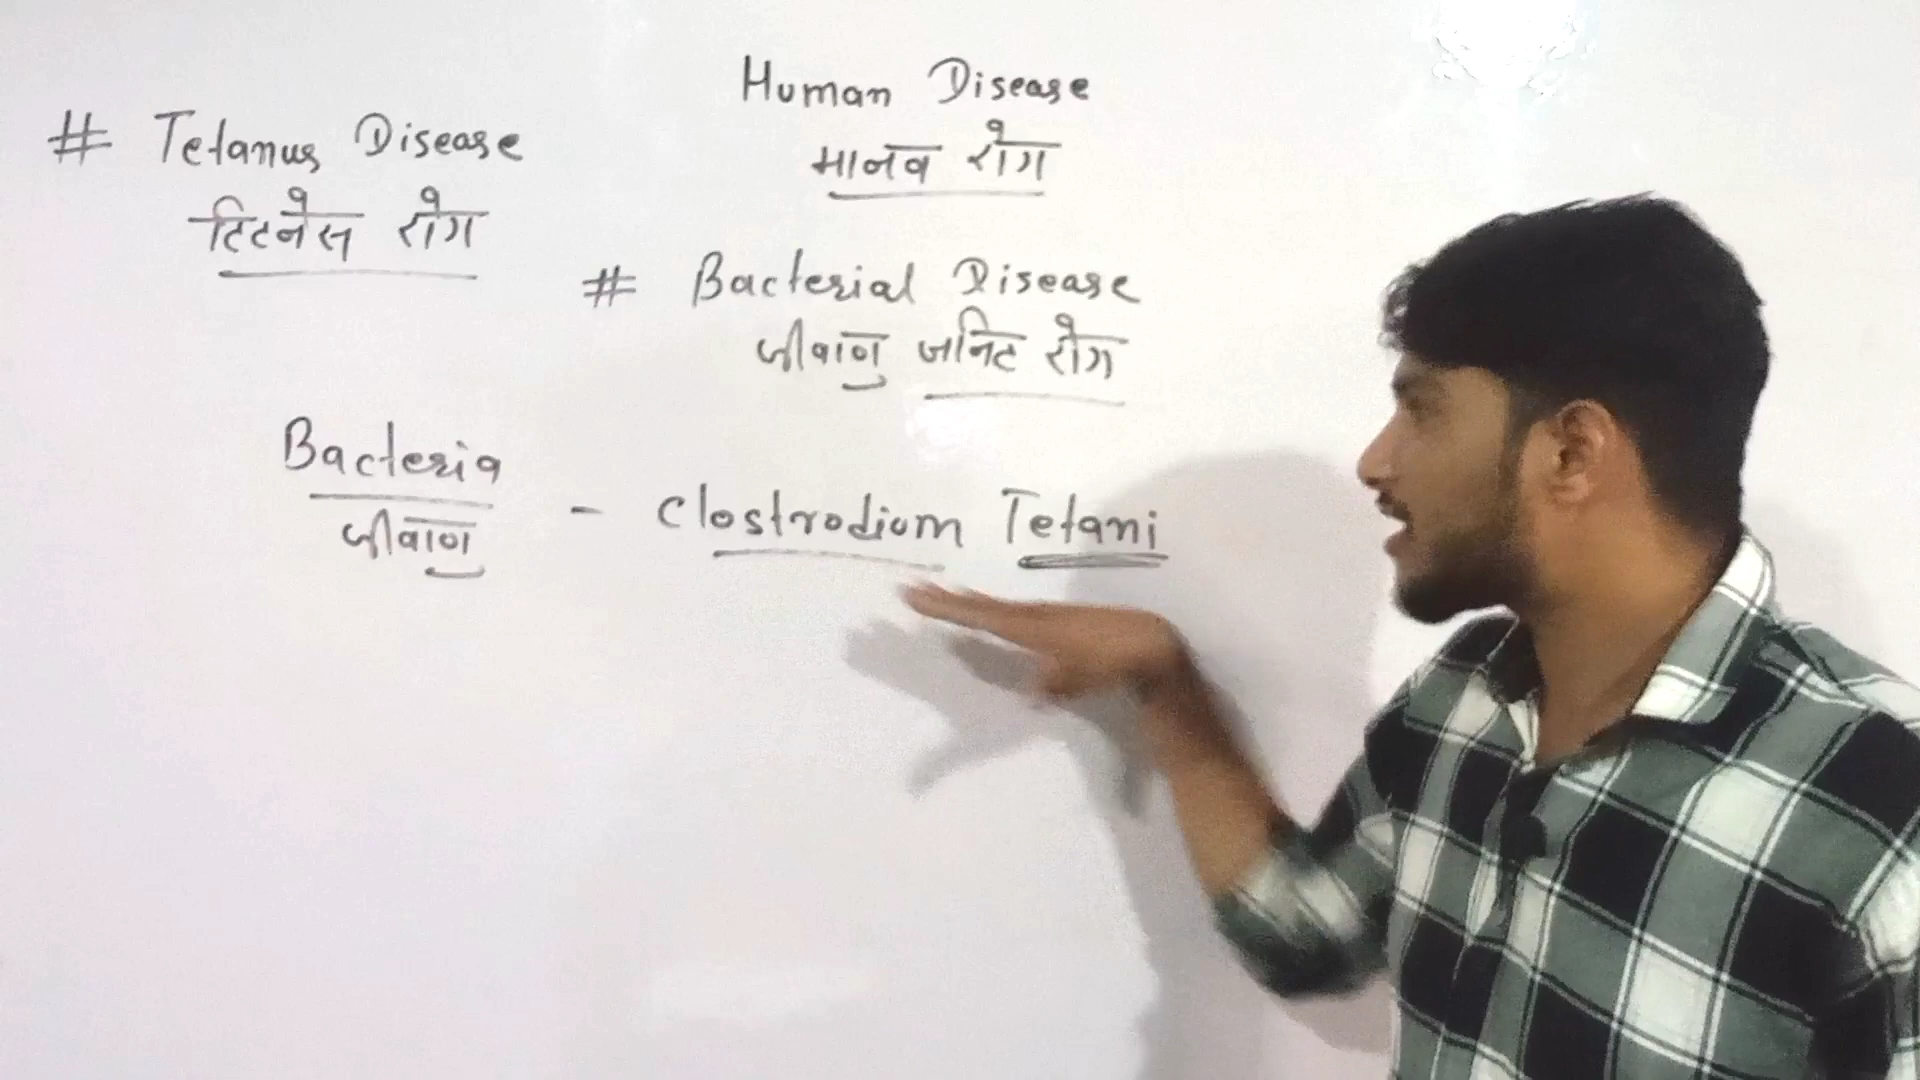 Human Disease
मानव रोग
# Tetanus Disease
टिटनेस रोग
# Bacterial Disease
जीवाणु जनित रोग
Bacteria
जीवाणु
- Clostrodium Tetani